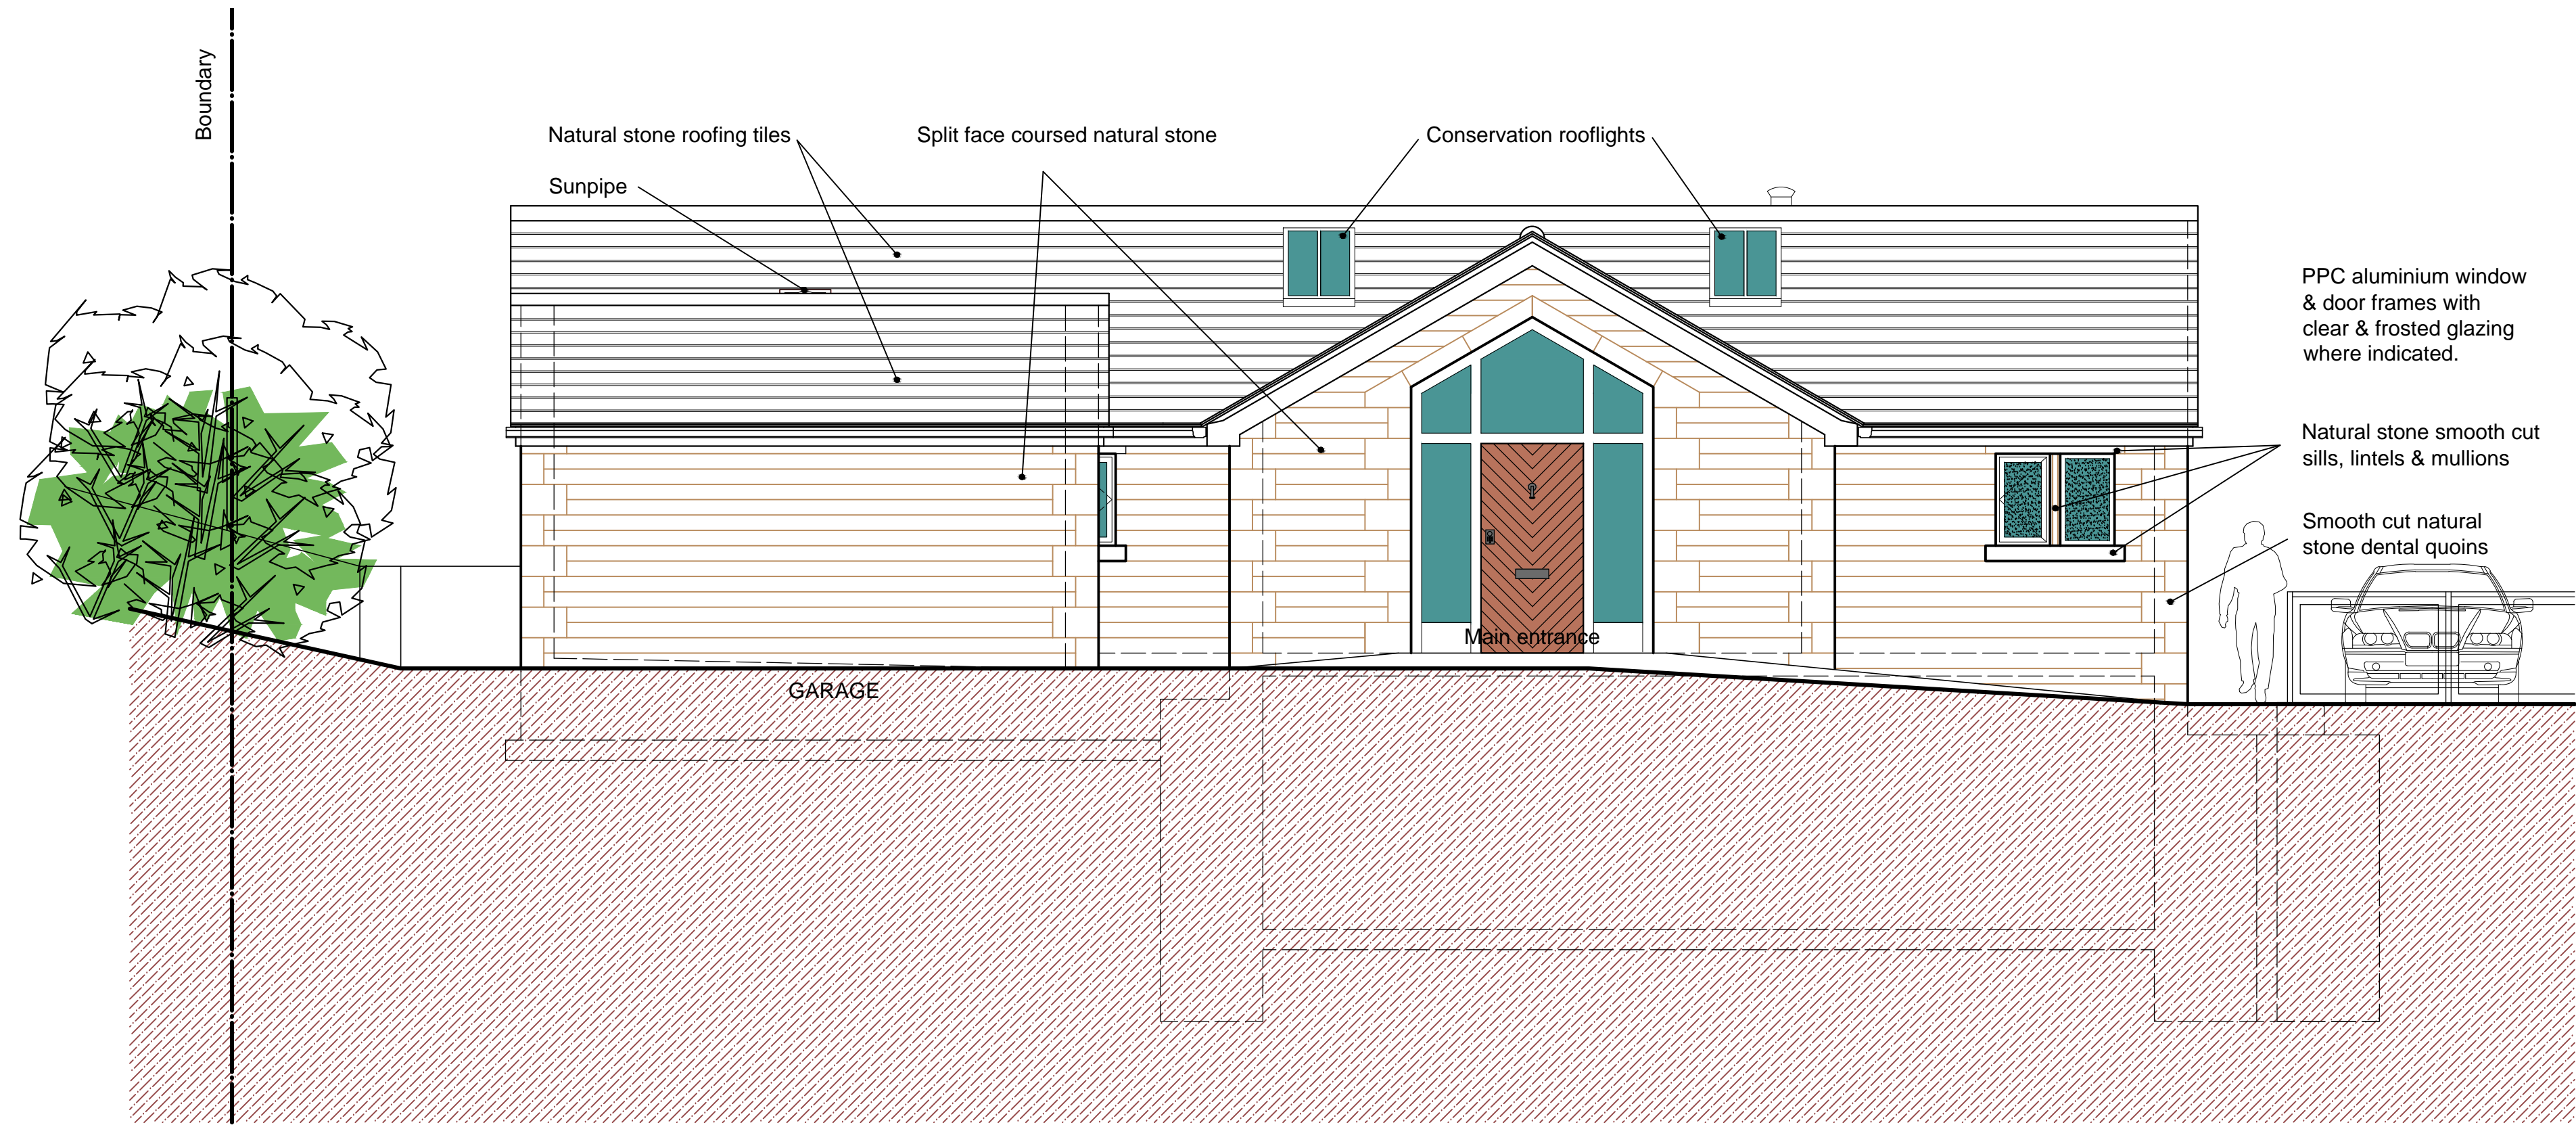 Boundary
Natural stone roofing tiles
Split face coursed natural stone
Conservation rooflights
Sunpipe
PPC aluminium window
& door frames with
clear & frosted glazing
where indicated.
Natural stone smooth cut
sills, lintels & mullions
Smooth cut natural
stone dental quoins
Main entrance
GARAGE